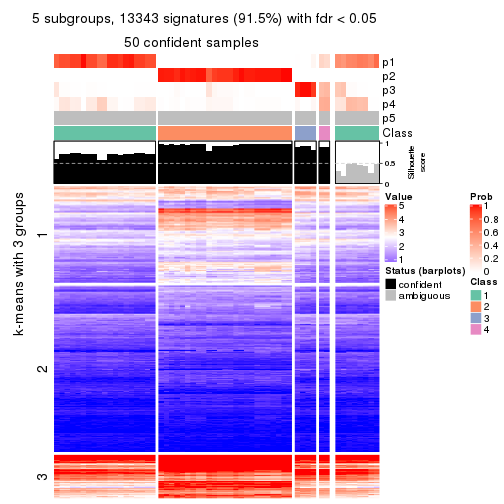 5 subgroups, 13343 signatures (91.5%) with fdr < 0.05
50 confident samples
p1
p2
p3
p4
p5
Class
1
0.5
0
Silhouette
score
k-means with 3 groups
1
2
3
Value
5
4
3
2
1
Status (barplots)
confident
ambiguous
Prob
1
0.8
0.6
0.4
0.2
0
Class
1
2
3
4